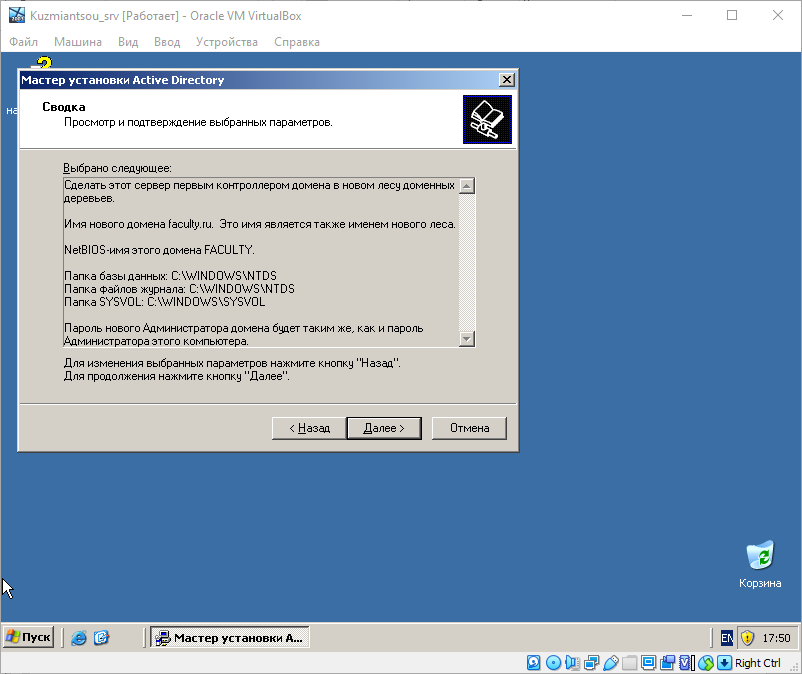 Kuzmiantsou_srv [Работает] - Oracle VM VirtualBox
Файл Машина Вид Ввод Устройства Справка
на
Мастер установки Active Directory
Сводка
Просмотр и подтверждение выбранных параметров.
Выбрано следующее:
Сделать этот сервер первым контроллером домена в новом лесу доменных
деревьев.
Имя нового домена faculty.ru. Это имя является также именем нового леса.
NetBIOS-имя этого домена FACULTY.
Папка базы данных: C:\WINDOWS\NTDS
Папка файлов журнала: C:\WINDOWS\NTDS
Папка SYSVOL: C:\WINDOWS\SYSVOL
Пароль нового Администратора домена будет таким же, как и пароль
Администратора этого компьютера.
Для изменения выбранных параметров нажмите кнопку "Назад".
Для продолжения нажмите кнопку "Далее".
< Назад Далее > Отмена
Корзина
Пуск Мастер установки A... EN 17:50
Right Ctrl